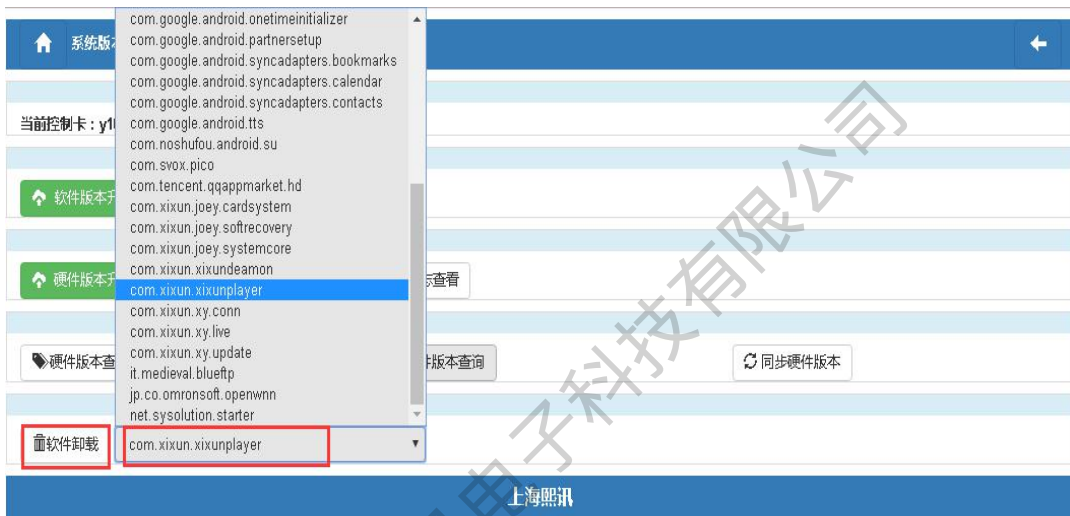 com.google.android.onetimeinitializer
系统版本
com.google.android.partnersetup
com.google.android.syncadapters.bookmarks
com.google.android.syncadapters.calendar
com.google.android.syncadapters.contacts
当前控制卡：y10
com.google.android.tts
com.noshufou.android.su
com.svox.pico
com.tencent.qqappmarket.hd
软件版本升
com.xixun.joey.cardsystem
com.xixun.joey.softrecovery
com.xixun.joey.systemcore
com.xixun.xixundeamon
硬件版本升
com.xixun.xixunplayer
志查看
com.xixun.xy.conn
com.xixun.xy.live
com.xixun.xy.update
硬件版本查
件版本查询
同步硬件版本
it.medieval.blueftp
jp.co.omronsoft.openwnn
net.sysolution.starter
软件卸载
com.xixun.xixunplayer
上海熙讯
电子科技有限公司